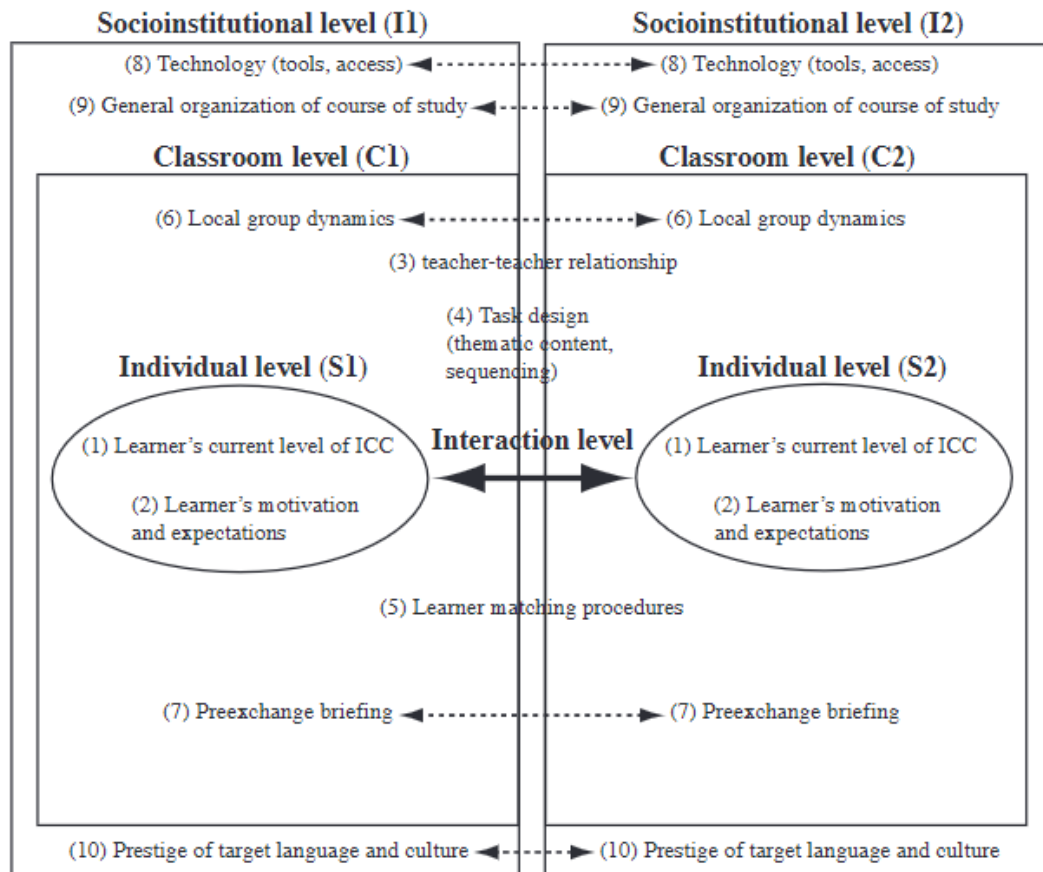 Socioinstitutional level (I1)
Socioinstitutional level (I2)
(8) Technology (tools, access)
(8) Technology (tools, access)
(9) General organization of course of study
(9) General organization of course of study
Classroom level (C1)
Classroom level (C2)
(6) Local group dynamics
(6) Local group dynamics
(3) teacher-teacher relationship
(4) Task design
(thematic content,
sequencing)
Individual level (S1)
Individual level (S2)
(1) Learner's current level of ICC
(2) Learner's motivation
and expectations
Interaction level
(1) Learner's current level of ICC
(2) Learner's motivation
and expectations
(5) Learner matching procedures
(7) Preexchange briefing
(7) Preexchange briefing
(10) Prestige of target language and culture
(10) Prestige of target language and culture